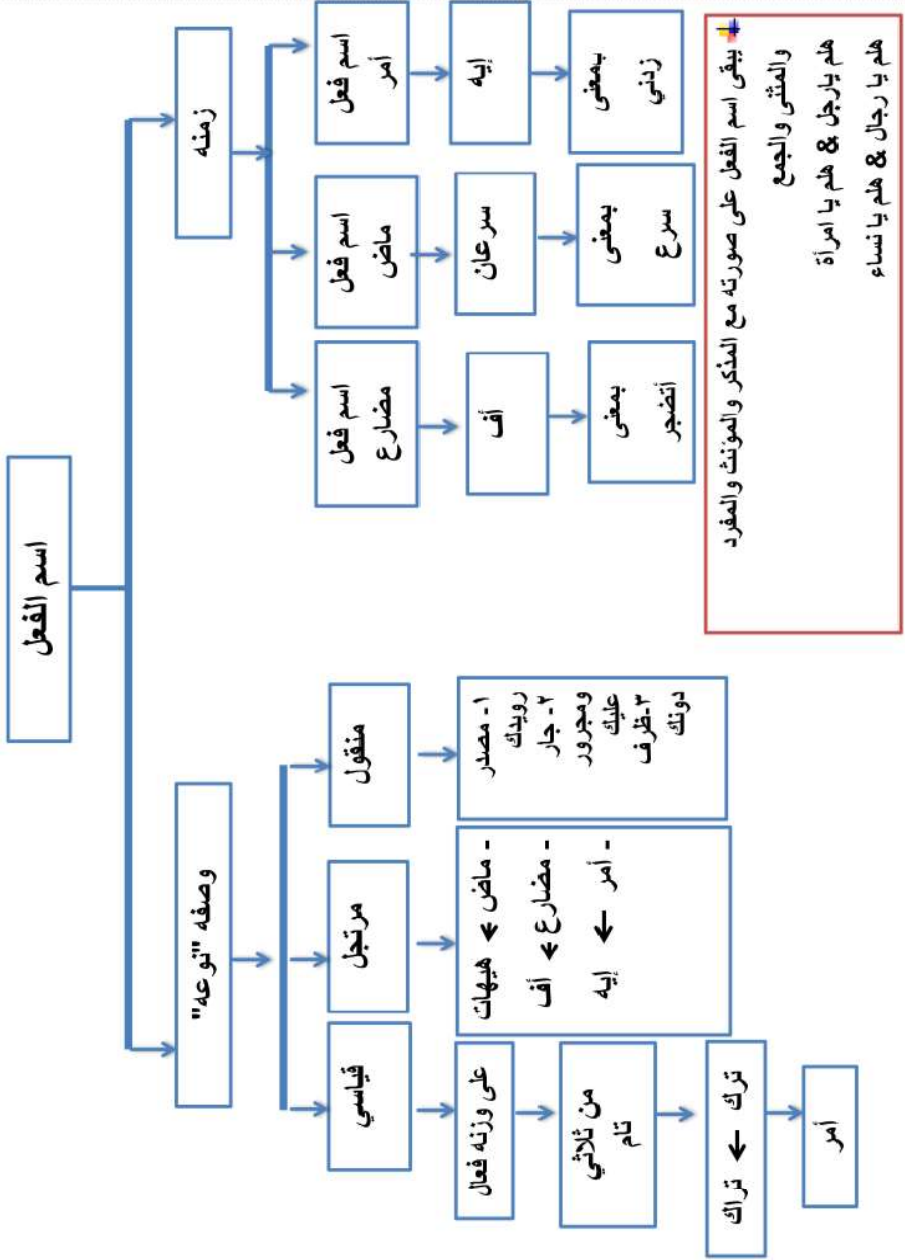 اسم الفعل
زمنه
اسم فعل
أمر
إيه
بمعنى
زدني
اسم فعل
ماض
سرعان
بمعنى
سرع
اسم فعل
مضارع
أف
بمعنى
أتضجر
وصفه "نوعه"
منقول
١- مصدر
رويدك
٢- جار
ومجرور
عليك
٣-ظرف
دونك
مرتجل
- ماض ← هيهات
- مضارع ← أف
- أمر ← إيه
قياسي
على وزنه فعال
من ثلاثي
تام
ترك ← تراك
أمر
يبقى اسم الفعل على صورته مع المذكر والمؤنث والمفرد
والمثنى والجمع
هلم يارجل & هلم يا امرأة
هلم يا رجال & هلم يا نساء